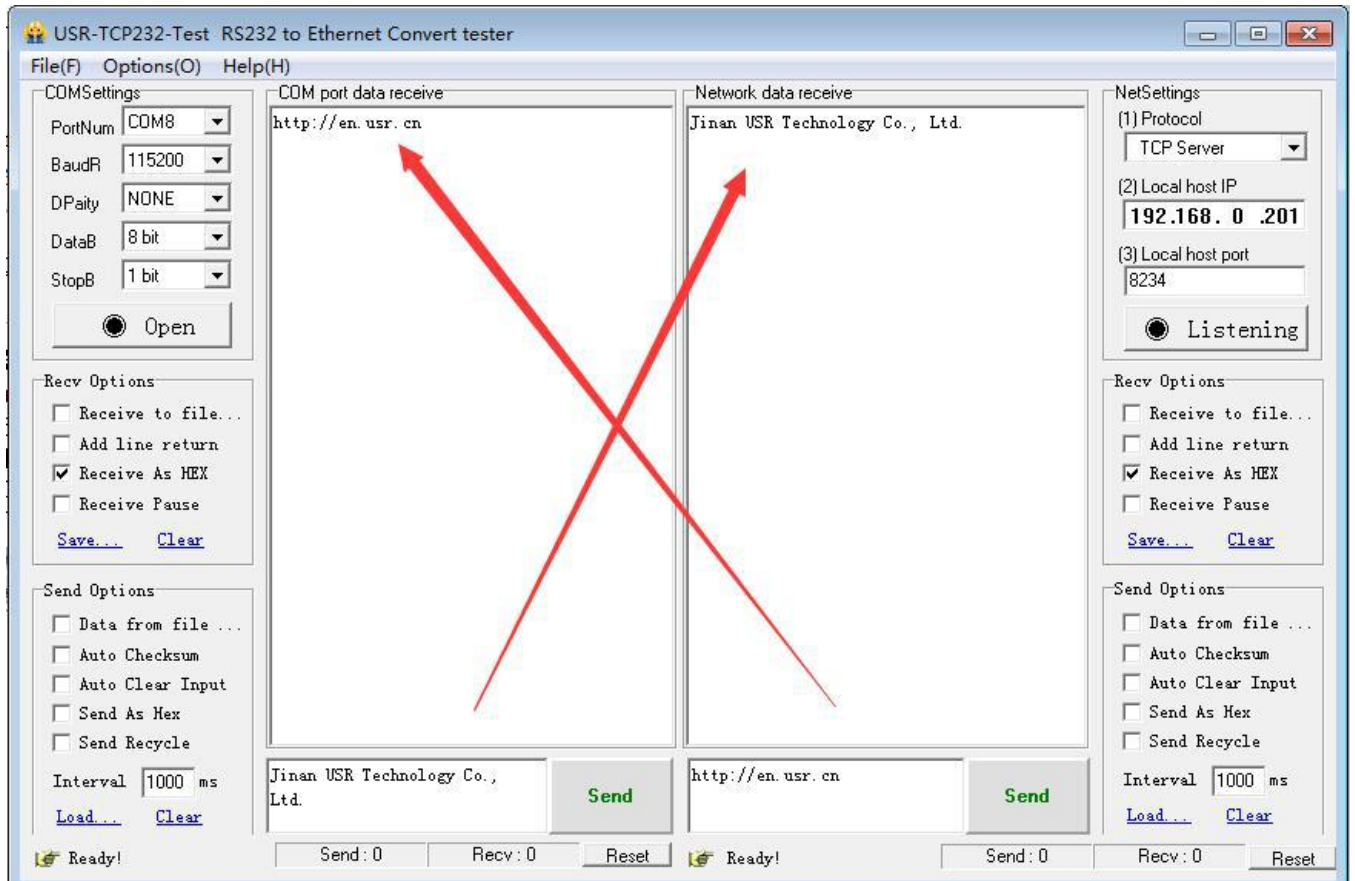 USR-TCP232-Test RS232 to Ethernet Convert tester
File(F) Options(O) Help(H)
COMSettings
PortNum COM8
BaudR 115200
DPaity NONE
DataB 8 bit
StopB 1 bit
Open
Recv Options
Receive to file...
Add line return
Receive As HEX
Receive Pause
Save... Clear
Send Options
Data from file ...
Auto Checksum
Auto Clear Input
Send As Hex
Send Recycle
Interval 1000 ms
Load... Clear
Ready!
COM port data receive
http://en.usr.cn
Jinan USR Technology Co.,
Ltd.
Send
Send : 0 Recv : 0 Reset
Network data receive
Jinan USR Technology Co., Ltd.
http://en.usr.cn
Send
Ready!
Send : 0 Recv : 0 Reset
NetSettings
(1) Protocol
TCP Server
(2) Local host IP
192.168. 0 .201
(3) Local host port
8234
Listening
Recv Options
Receive to file...
Add line return
Receive As HEX
Receive Pause
Save... Clear
Send Options
Data from file ...
Auto Checksum
Auto Clear Input
Send As Hex
Send Recycle
Interval 1000 ms
Load... Clear